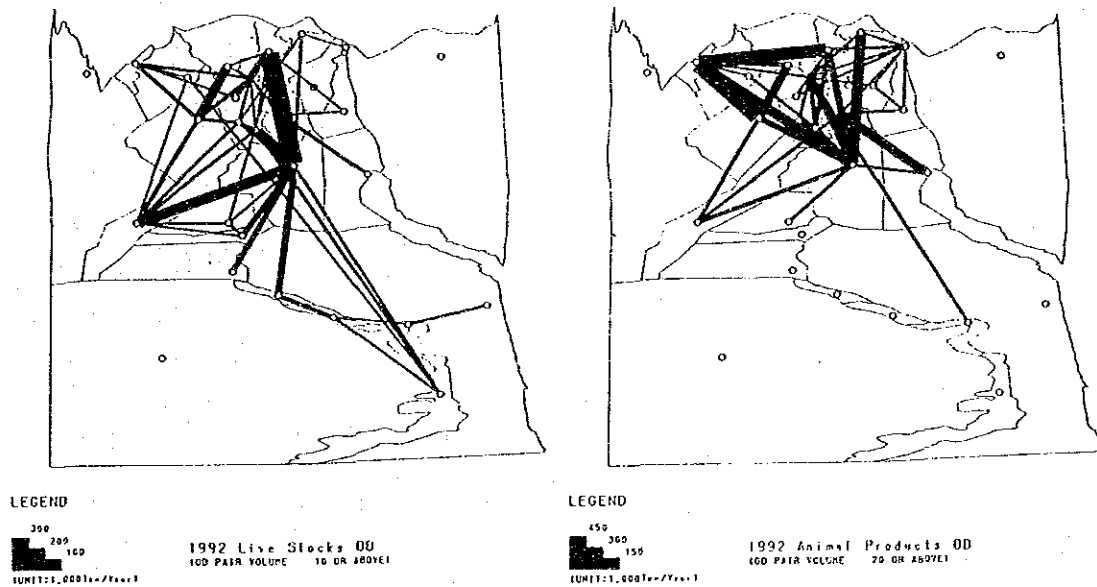 LEGEND
300
200
100
1992 Live Stocks OD
(OD PAIR VOLUME 10 OR ABOVE)
(UNIT:1,000Ton/Year)
LEGEND
450
300
150
1992 Animal Products OD
(OD PAIR VOLUME 20 OR ABOVE)
(UNIT:1,000Ton/Year)